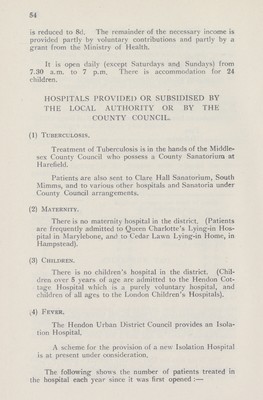 84
is reduced to 8d. The remainder of the necessary income is
provided partly by voluntary contributions and partly by a
grant from the Ministry of Health.
It is open daily (except Saturdays and Sundays) from
7.30 a.m. to 7 p.m. There is accommodation for 24
children.
HOSPITALS PROVIDED OR SUBSIDISED BY
THE LOCAL AUTHORITY OR BY THE
COUNTY COUNCIL.
(1) Tuberculosis.
Treatment of Tuberculosis is in the hands of the Middle-
sex County Council who possess a County Sanatorium at
Harefield.
Patients are also sent to Clare Hall Sanatorium, South
Mimms, and to various other hospitals and Sanatoria under
County Council arrangements.
(2) Maternity.
There is no maternity hospital in the district. (Patients
are frequently admitted to Queen Charlotte's Lying-in Hos-
pital in Marylebone, and to Cedar Lawn Lying-in Home, in
Hampstead).
(3) Children.
There is no children's hospital in the district. (Chil-
dren over 5 years of age are admitted to the Hendon Cot-
tage Hospital which is a purely voluntary hospital, and
children of all ages to the London Children's Hospitals).
(4) Fever.
The Hendon Urban District Council provides an Isola-
tion Hospital.
A scheme for the provision of a new Isolation Hospital
is at present under consideration.
The following shows the number of patients treated in
the hospital each year since it was first opened :—